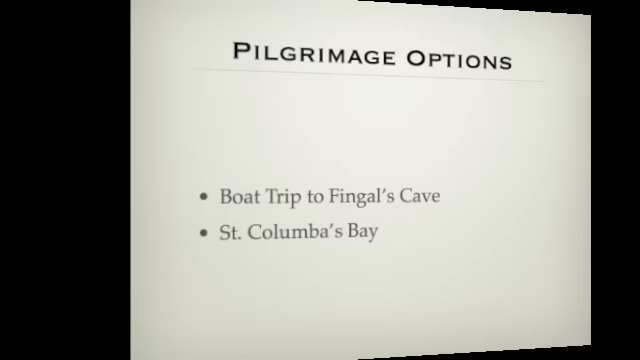 Pilgrimage Options
• Boat Trip to Fingal's Cave
• St. Columba's Bay